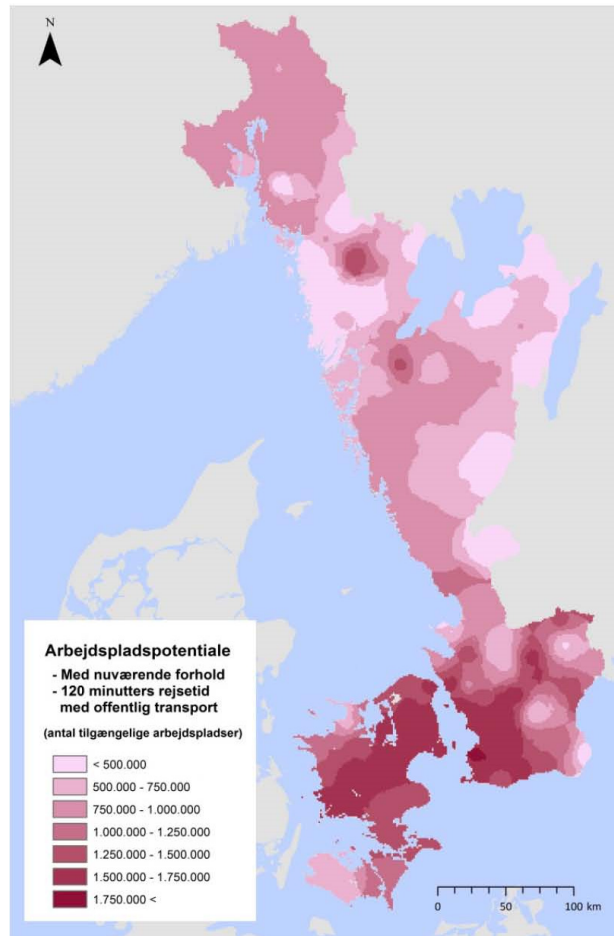 N
Arbejdspladspotentiale
- Med nuværende forhold
- 120 minutters rejsetid
med offentlig transport
(antal tilgængelige arbejdspladser)
< 500.000
500.000 - 750.000
750.000 - 1.000.000
1.000.000 - 1.250.000
1.250.000 - 1.500.000
1.500.000 - 1.750.000
1.750.000 <
0 50 100 km